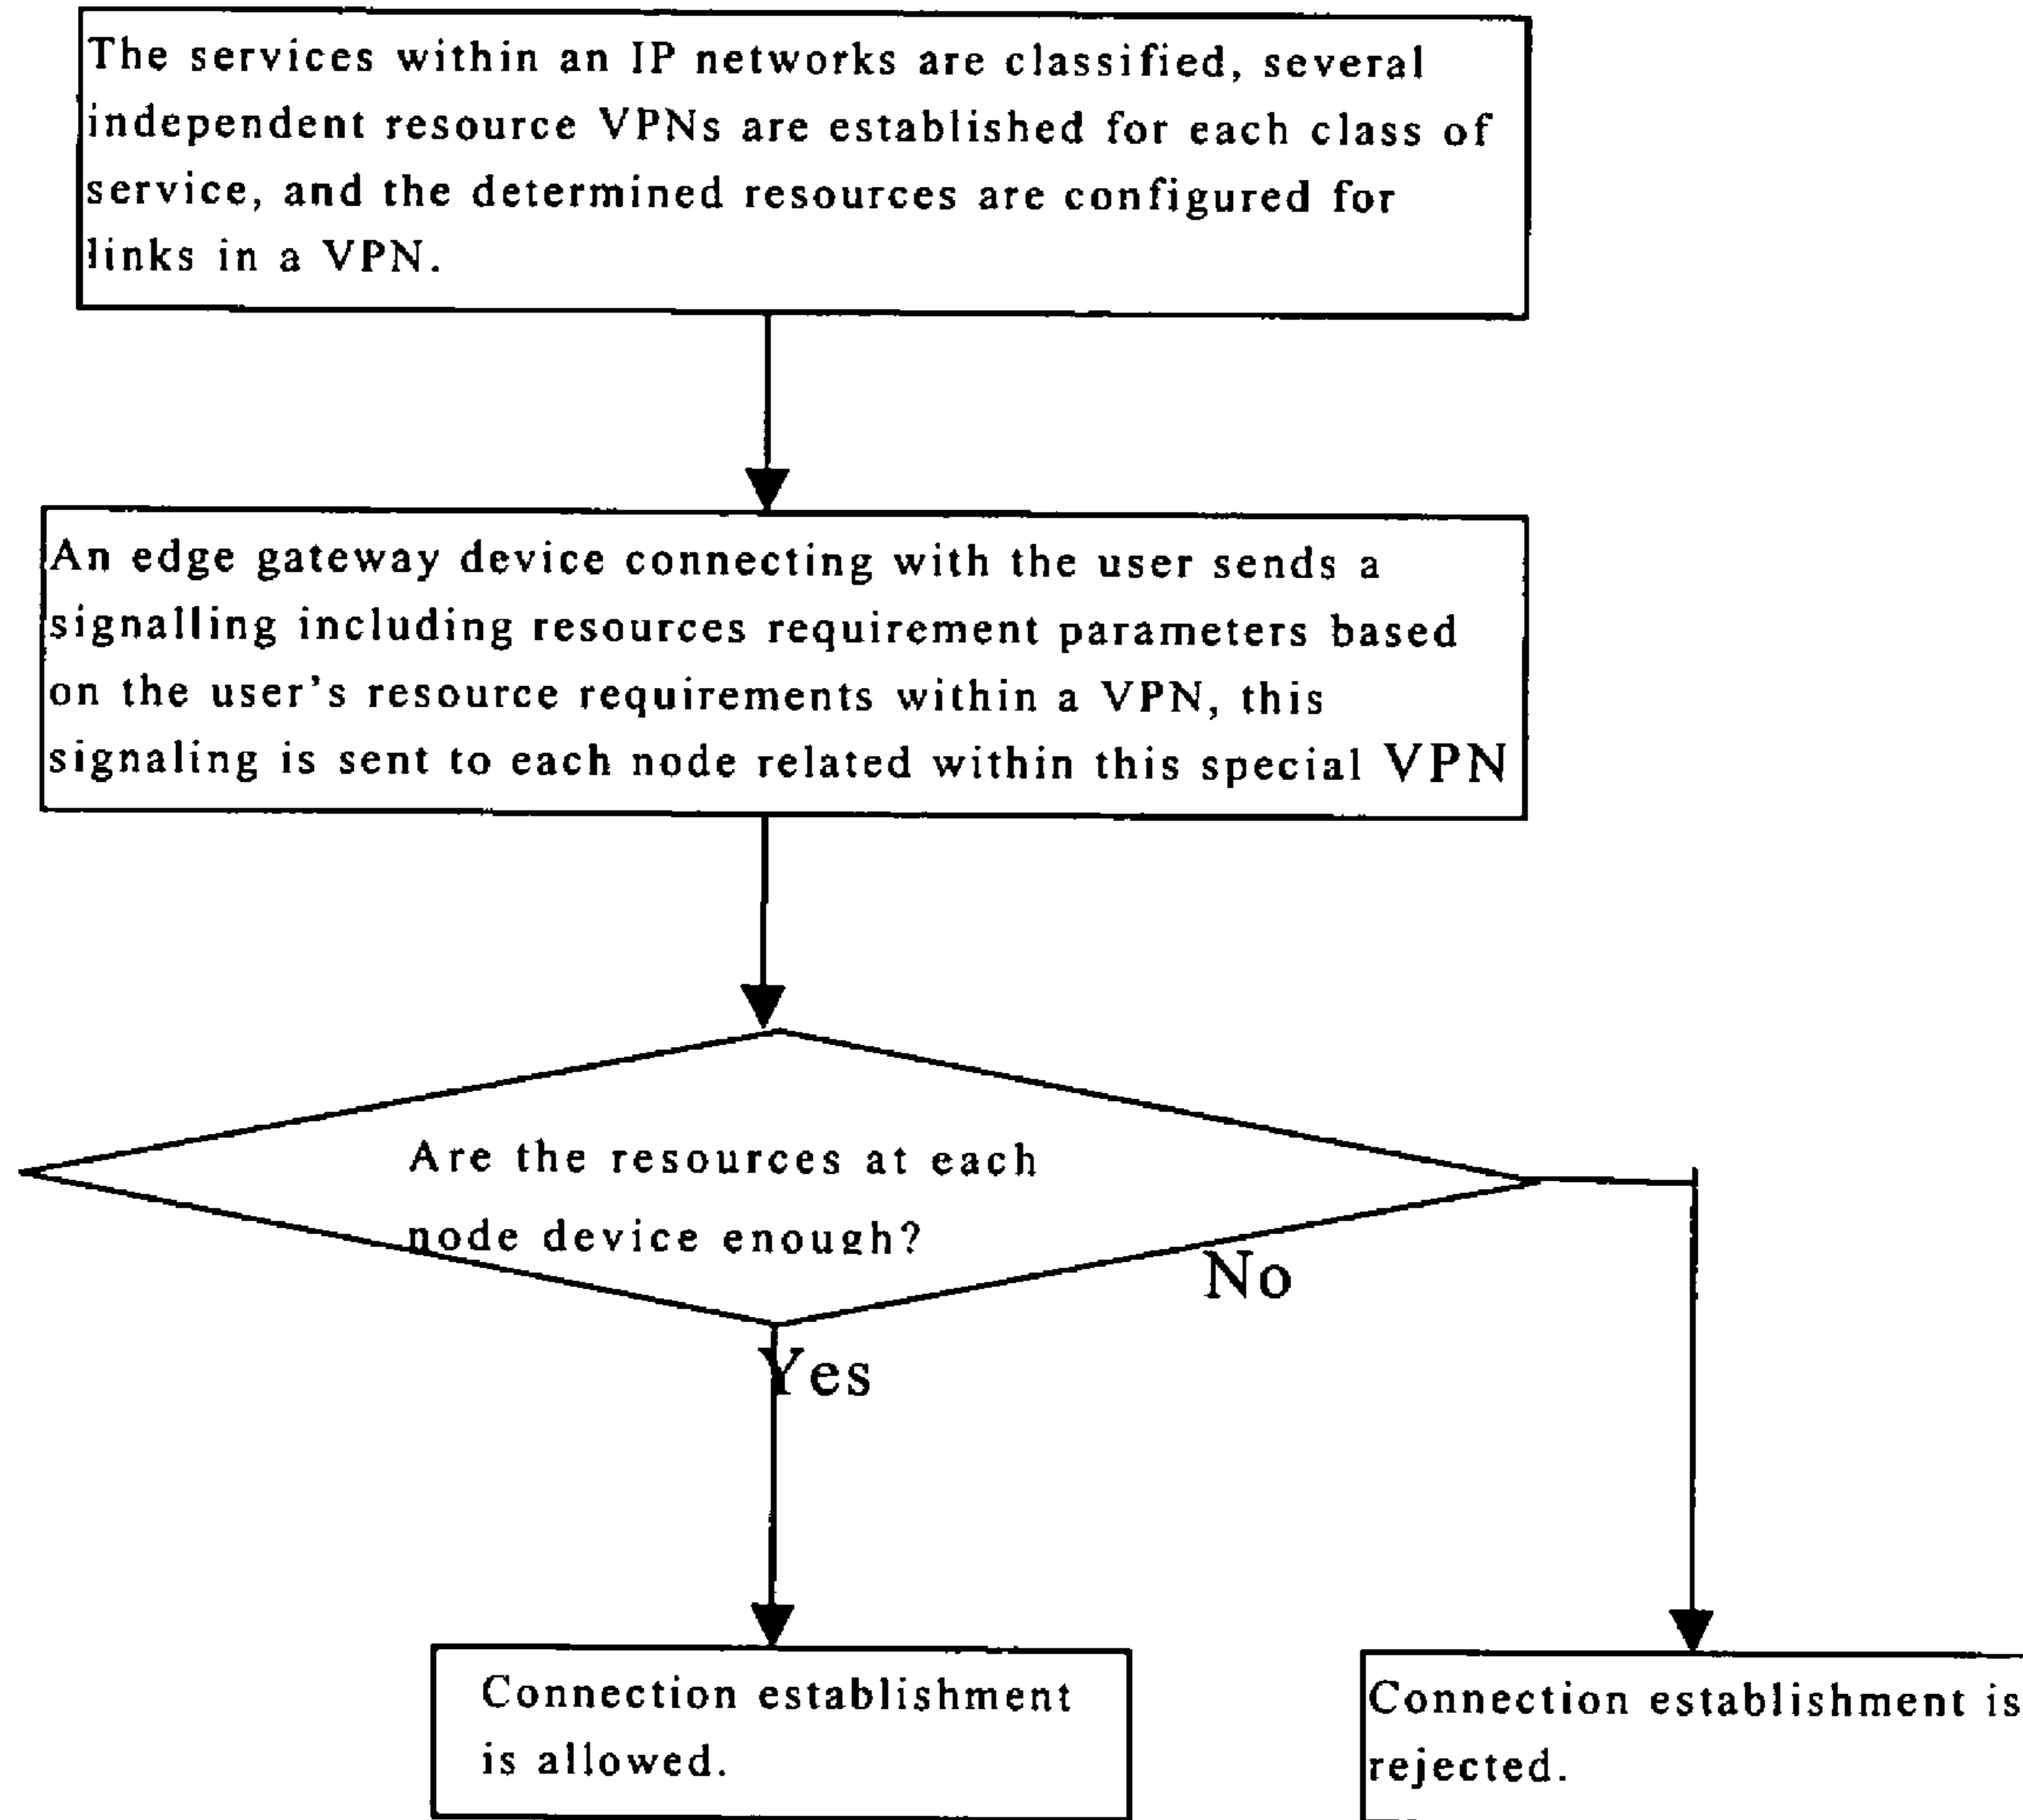 The services within an IP networks are classified, several
independent resource VPNs are established for each class of
service, and the determined resources are configured for
links in a VPN.
An edge gateway device connecting with the user sends a
signalling including resources requirement parameters based
on the user's resource requirements within a VPN, this
signaling is sent to each node related within this special VPN
Are the resources at each
node device enough?
No
Yes
Connection establishment
is allowed.
Connection establishment is
rejected.